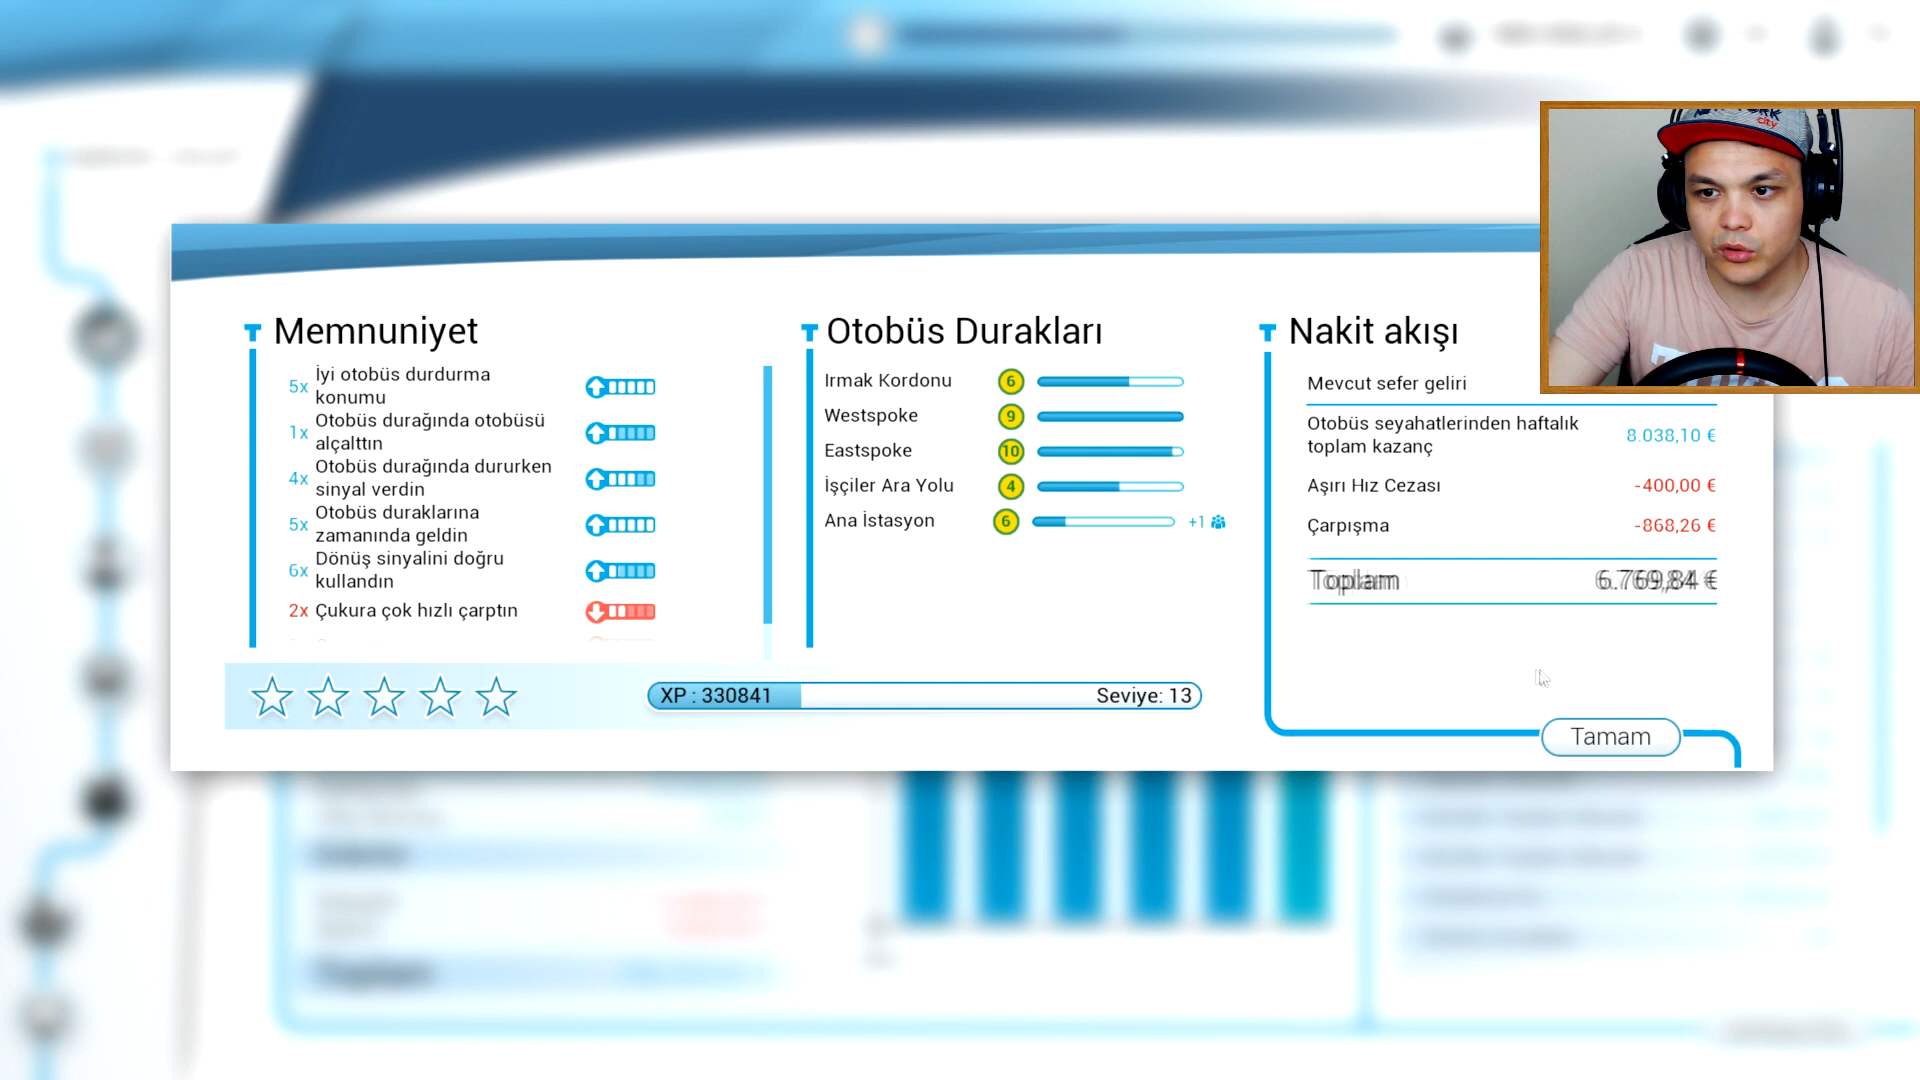 YORK
city
Memnuniyet
5x İyi otobüs durdurma
konumu
1x Otobüs durağında otobüsü
alçalttın
4x Otobüs durağında dururken
sinyal verdin
5x Otobüs duraklarına
zamanında geldin
6x Dönüş sinyalini doğru
kullandın
2x Çukura çok hızlı çarptın
Otobüs Durakları
Irmak Kordonu 6
Westspoke 9
Eastspoke 10
İşçiler Ara Yolu 4
Ana İstasyon 6 +1
Nakit akışı
Mevcut sefer geliri
Otobüs seyahatlerinden haftalık
toplam kazanç 8.038,10 €
Aşırı Hız Cezası -400,00 €
Çarpışma -868,26 €
Toplam 6.769,84 €
XP : 330841 Seviye: 13
Tamam